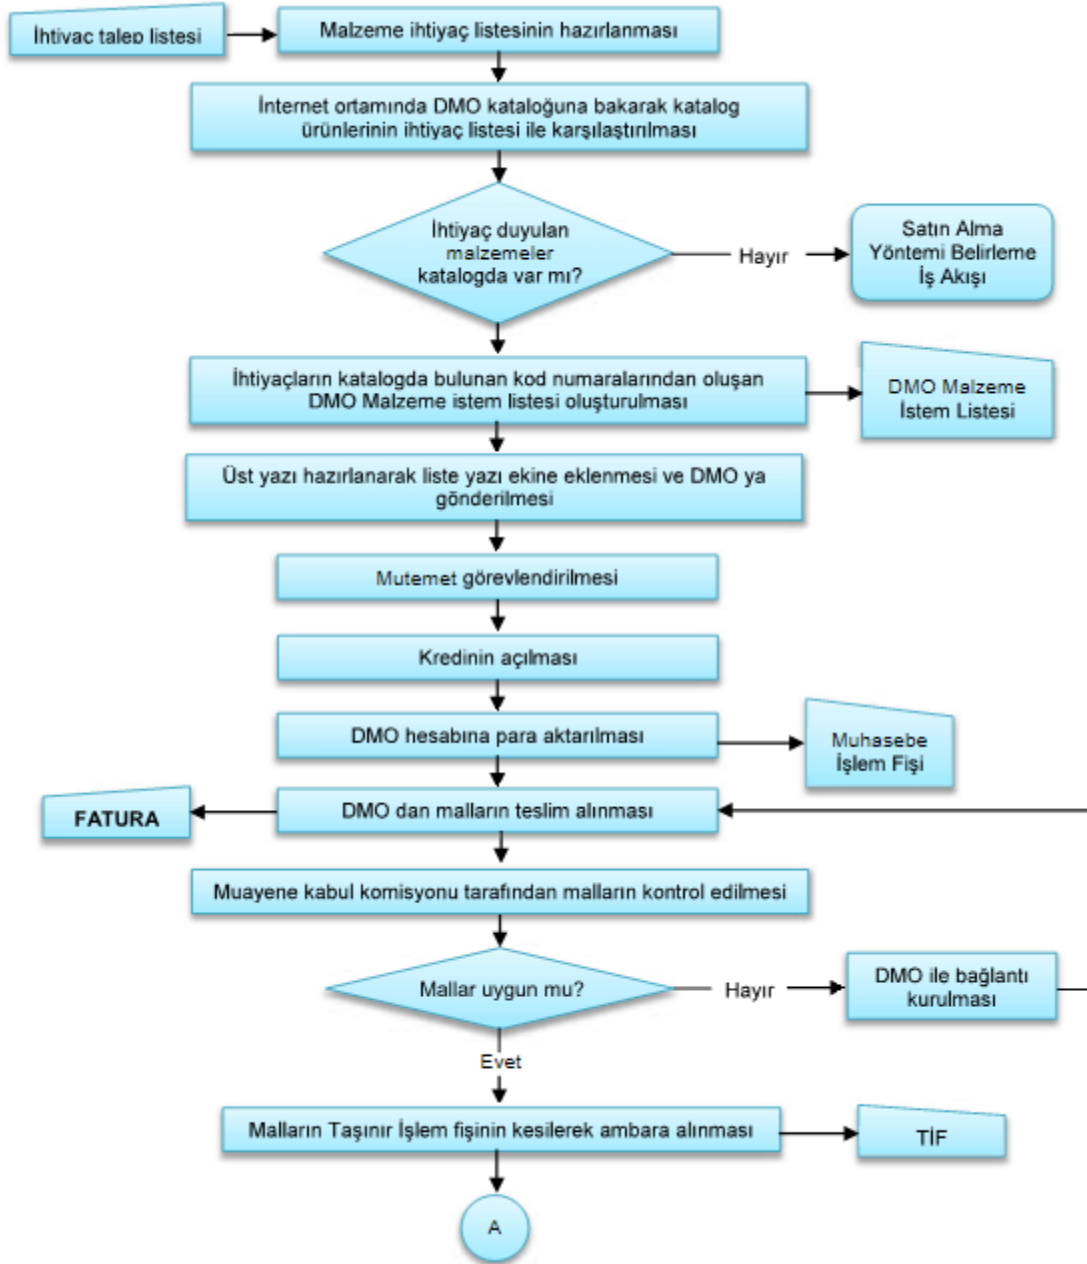 İhtiyaç talep listesi
Malzeme ihtiyaç listesinin hazırlanması
İnternet ortamında DMO kataloğuna bakarak katalog
ürünlerinin ihtiyaç listesi ile karşılaştırılması
İhtiyaç duyulan
malzemeler
katalogda var mı?
Hayır
Satın Alma
Yöntemi Belirleme
İş Akışı
İhtiyaçların katalogda bulunan kod numaralarından oluşan
DMO Malzeme istem listesi oluşturulması
DMO Malzeme
İstem Listesi
Üst yazı hazırlanarak liste yazı ekine eklenmesi ve DMO ya
gönderilmesi
Mutemet görevlendirilmesi
Kredinin açılması
DMO hesabına para aktarılması
Muhasebe
İşlem Fişi
DMO dan malların teslim alınması
FATURA
Muayene kabul komisyonu tarafından malların kontrol edilmesi
Mallar uygun mu?
Hayır
DMO ile bağlantı
kurulması
Evet
Malların Taşınır İşlem fişinin kesilerek ambara alınması
TİF
A